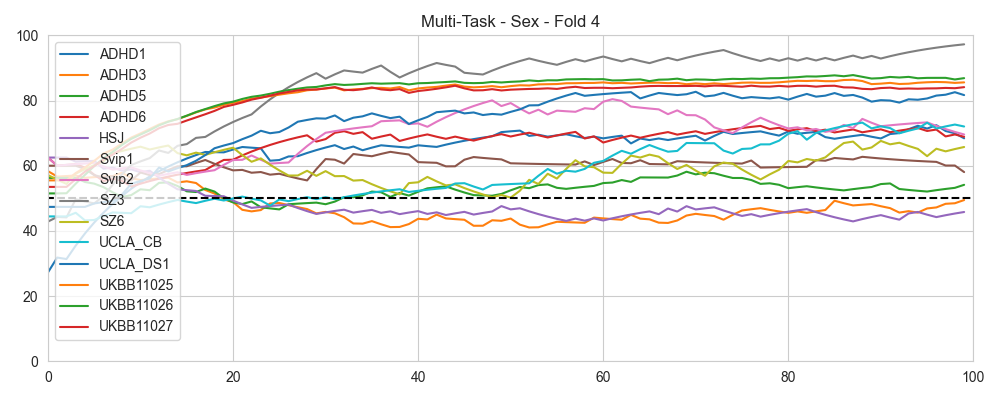 Multi-Task - Sex - Fold 4
100
80
60
40
20
0
ADHD1
ADHD3
ADHD5
ADHD6
HSJ
Svip1
Svip2
SZ3
SZ6
UCLA_CB
UCLA_DS1
UKBB11025
UKBB11026
UKBB11027
0 20 40 60 80 100